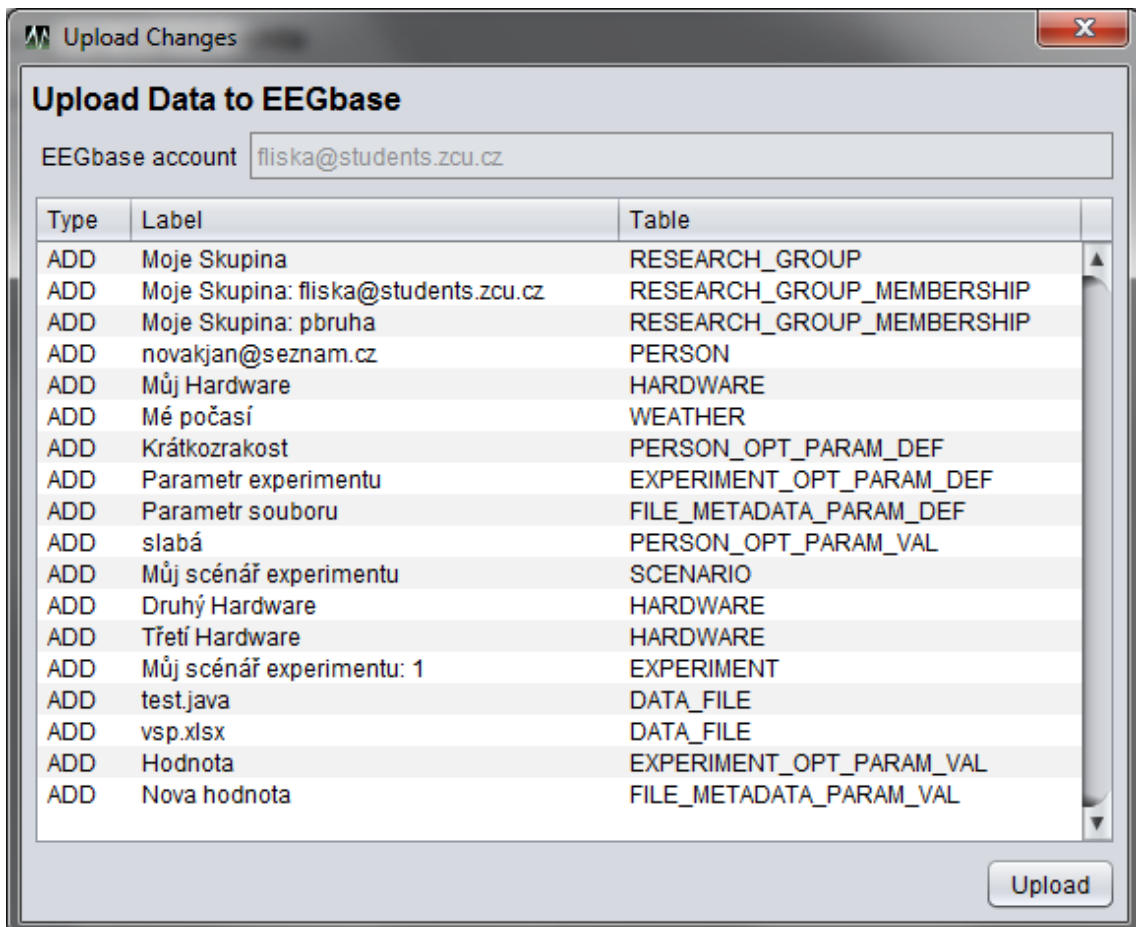 Upload Changes
Upload Data to EEGbase
EEGbase account fliska@students.zcu.cz
Type Label Table
ADD Moje Skupina RESEARCH_GROUP
ADD Moje Skupina: fliska@students.zcu.cz RESEARCH_GROUP_MEMBERSHIP
ADD Moje Skupina: pbruha RESEARCH_GROUP_MEMBERSHIP
ADD novakjan@seznam.cz PERSON
ADD Můj Hardware HARDWARE
ADD Mé počasí WEATHER
ADD Krátkozrakost PERSON_OPT_PARAM_DEF
ADD Parametr experimentu EXPERIMENT_OPT_PARAM_DEF
ADD Parametr souboru FILE_METADATA_PARAM_DEF
ADD slabá PERSON_OPT_PARAM_VAL
ADD Můj scénář experimentu SCENARIO
ADD Druhý Hardware HARDWARE
ADD Třetí Hardware HARDWARE
ADD Můj scénář experimentu: 1 EXPERIMENT
ADD test.java DATA_FILE
ADD vsp.xlsx DATA_FILE
ADD Hodnota EXPERIMENT_OPT_PARAM_VAL
ADD Nova hodnota FILE_METADATA_PARAM_VAL
Upload